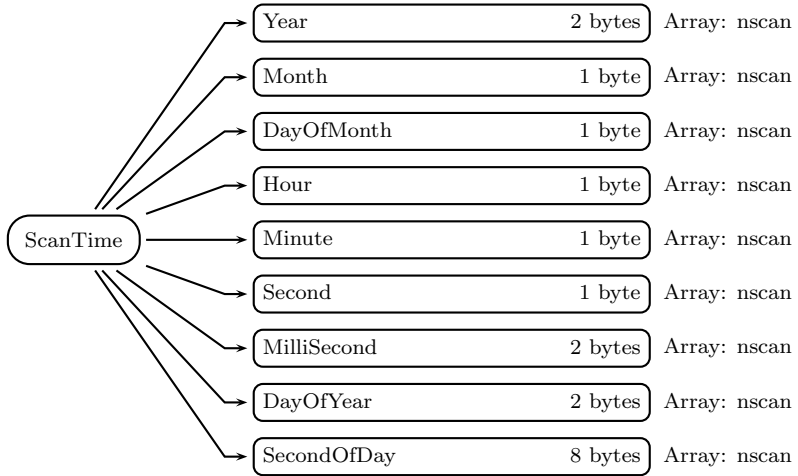 Year 2 bytes Array: nscan
Month 1 byte Array: nscan
DayOfMonth 1 byte Array: nscan
Hour 1 byte Array: nscan
ScanTime
Minute 1 byte Array: nscan
Second 1 byte Array: nscan
MilliSecond 2 bytes Array: nscan
DayOfYear 2 bytes Array: nscan
SecondOfDay 8 bytes Array: nscan